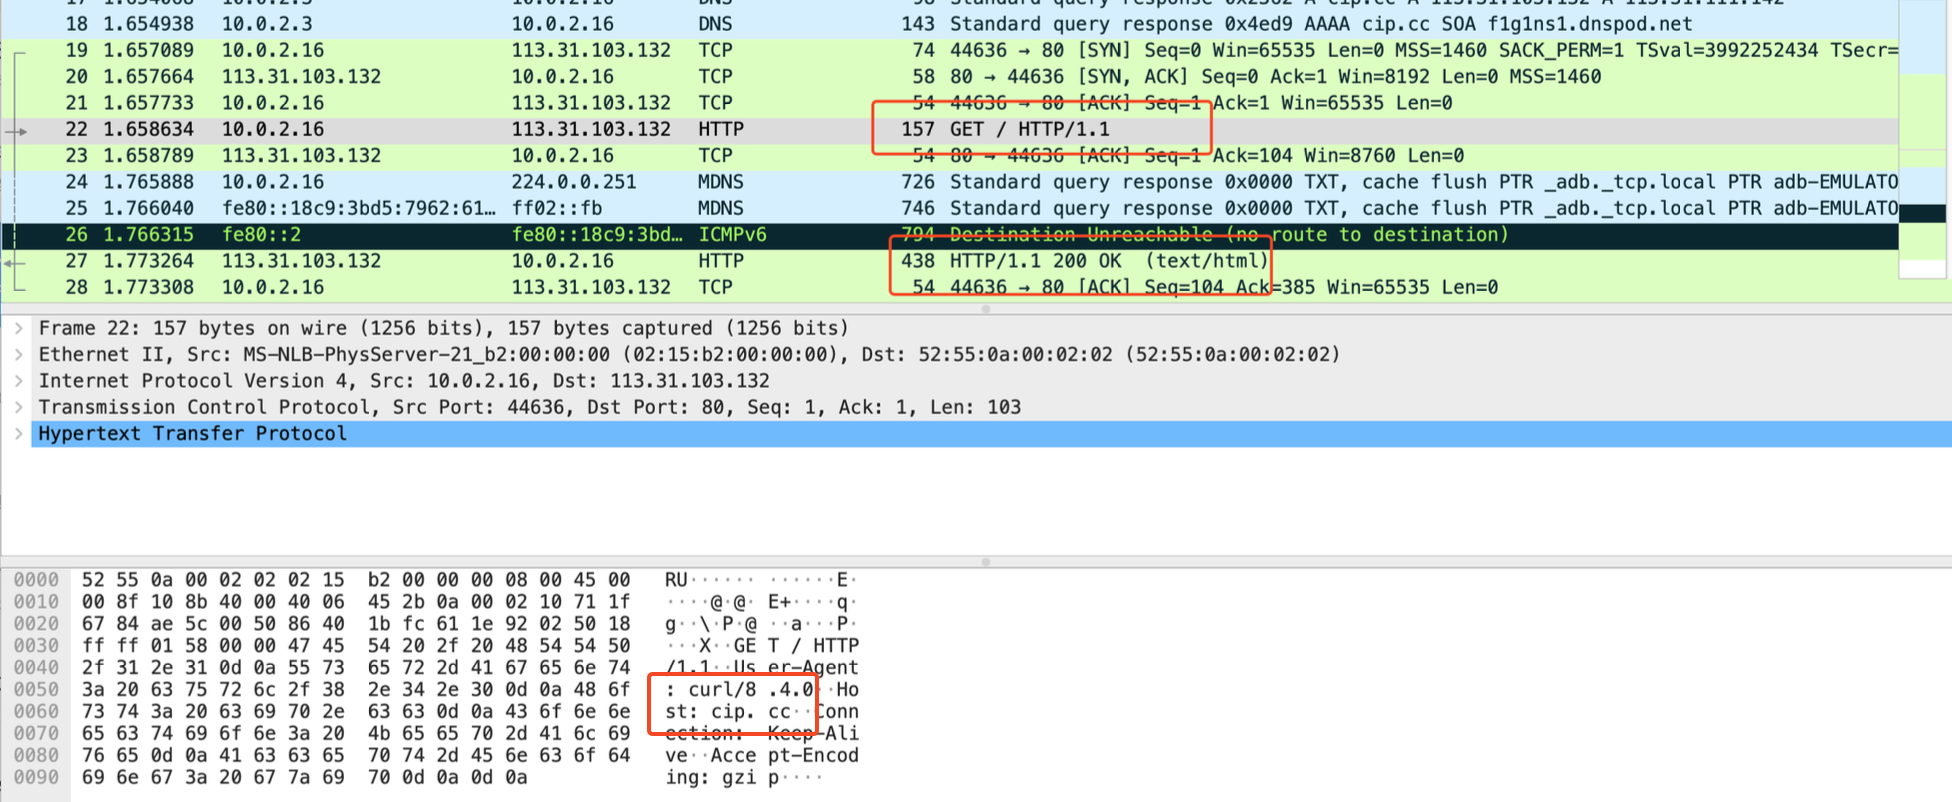 17 1.654068 10.0.2.3 10.0.2.16 DNS 98 Standard query response 0x2362 A cip.cc A 113.31.103.132 A 113.31.111.142
18 1.654938 10.0.2.3 10.0.2.16 DNS 143 Standard query response 0x4ed9 AAAA cip.cc SOA f1g1ns1.dnspod.net
19 1.657089 10.0.2.16 113.31.103.132 TCP 74 44636 → 80 [SYN] Seq=0 Win=65535 Len=0 MSS=1460 SACK_PERM=1 TSval=3992252434 TSecr=
20 1.657664 113.31.103.132 10.0.2.16 TCP 58 80 → 44636 [SYN, ACK] Seq=0 Ack=1 Win=8192 Len=0 MSS=1460
21 1.657733 10.0.2.16 113.31.103.132 TCP 54 44636 → 80 [ACK] Seq=1 Ack=1 Win=65535 Len=0
22 1.658634 10.0.2.16 113.31.103.132 HTTP 157 GET / HTTP/1.1
23 1.658789 113.31.103.132 10.0.2.16 TCP 54 80 → 44636 [ACK] Seq=1 Ack=104 Win=8760 Len=0
24 1.765888 10.0.2.16 224.0.0.251 MDNS 726 Standard query response 0x0000 TXT, cache flush PTR _adb._tcp.local PTR adb-EMULATO
25 1.766040 fe80::18c9:3bd5:7962:61… ff02::fb MDNS 746 Standard query response 0x0000 TXT, cache flush PTR _adb._tcp.local PTR adb-EMULATO
26 1.766315 fe80::2 fe80::18c9:3bd… ICMPv6 794 Destination Unreachable (no route to destination)
27 1.773264 113.31.103.132 10.0.2.16 HTTP 438 HTTP/1.1 200 OK (text/html)
28 1.773308 10.0.2.16 113.31.103.132 TCP 54 44636 → 80 [ACK] Seq=104 Ack=385 Win=65535 Len=0
Frame 22: 157 bytes on wire (1256 bits), 157 bytes captured (1256 bits)
Ethernet II, Src: MS-NLB-PhysServer-21_b2:00:00:00 (02:15:b2:00:00:00), Dst: 52:55:0a:00:02:02 (52:55:0a:00:02:02)
Internet Protocol Version 4, Src: 10.0.2.16, Dst: 113.31.103.132
Transmission Control Protocol, Src Port: 44636, Dst Port: 80, Seq: 1, Ack: 1, Len: 103
Hypertext Transfer Protocol
0000 52 55 0a 00 02 02 02 15 b2 00 00 00 08 00 45 00 RU······ ······E·
0010 00 8f 10 8b 40 00 40 06 45 2b 0a 00 02 10 71 1f ····@·@· E+····q·
0020 67 84 ae 5c 00 50 86 40 1b fc 61 1e 92 02 50 18 g··\·P·@ ··a···P·
0030 ff ff 01 58 00 00 47 45 54 20 2f 20 48 54 54 50 ···X··GE T / HTTP
0040 2f 31 2e 31 0d 0a 55 73 65 72 2d 41 67 65 6e 74 /1.1··Us er-Agent
0050 3a 20 63 75 72 6c 2f 38 2e 34 2e 30 0d 0a 48 6f : curl/8 .4.0··Ho
0060 73 74 3a 20 63 69 70 2e 63 63 0d 0a 43 6f 6e 6e st: cip. cc··Conn
0070 65 63 74 69 6f 6e 3a 20 4b 65 65 70 2d 41 6c 69 ection: Keep-Ali
0080 76 65 0d 0a 41 63 63 65 70 74 2d 45 6e 63 6f 64 ve··Acce pt-Encod
0090 69 6e 67 3a 20 67 7a 69 70 0d 0a 0d 0a ing: gzi p····